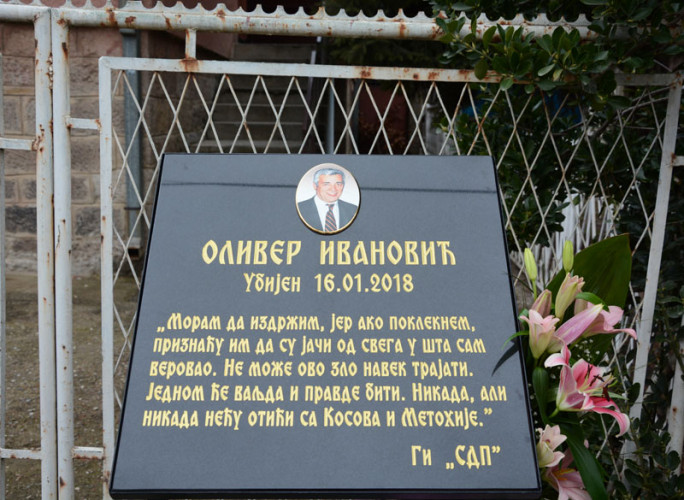 ОЛИВЕР ИВАНОВИЋ
Убијен 16.01.2018
„Морам да издржим, јер ако поклекнем,
признаћу им да су јачи од свега у шта сам
веровао. Не може ово зло навек трајати.
Једном ће ваљда и правде бити. Никада, али
никада нећу отићи са Косова и Метохије.”
Ги „СДП”